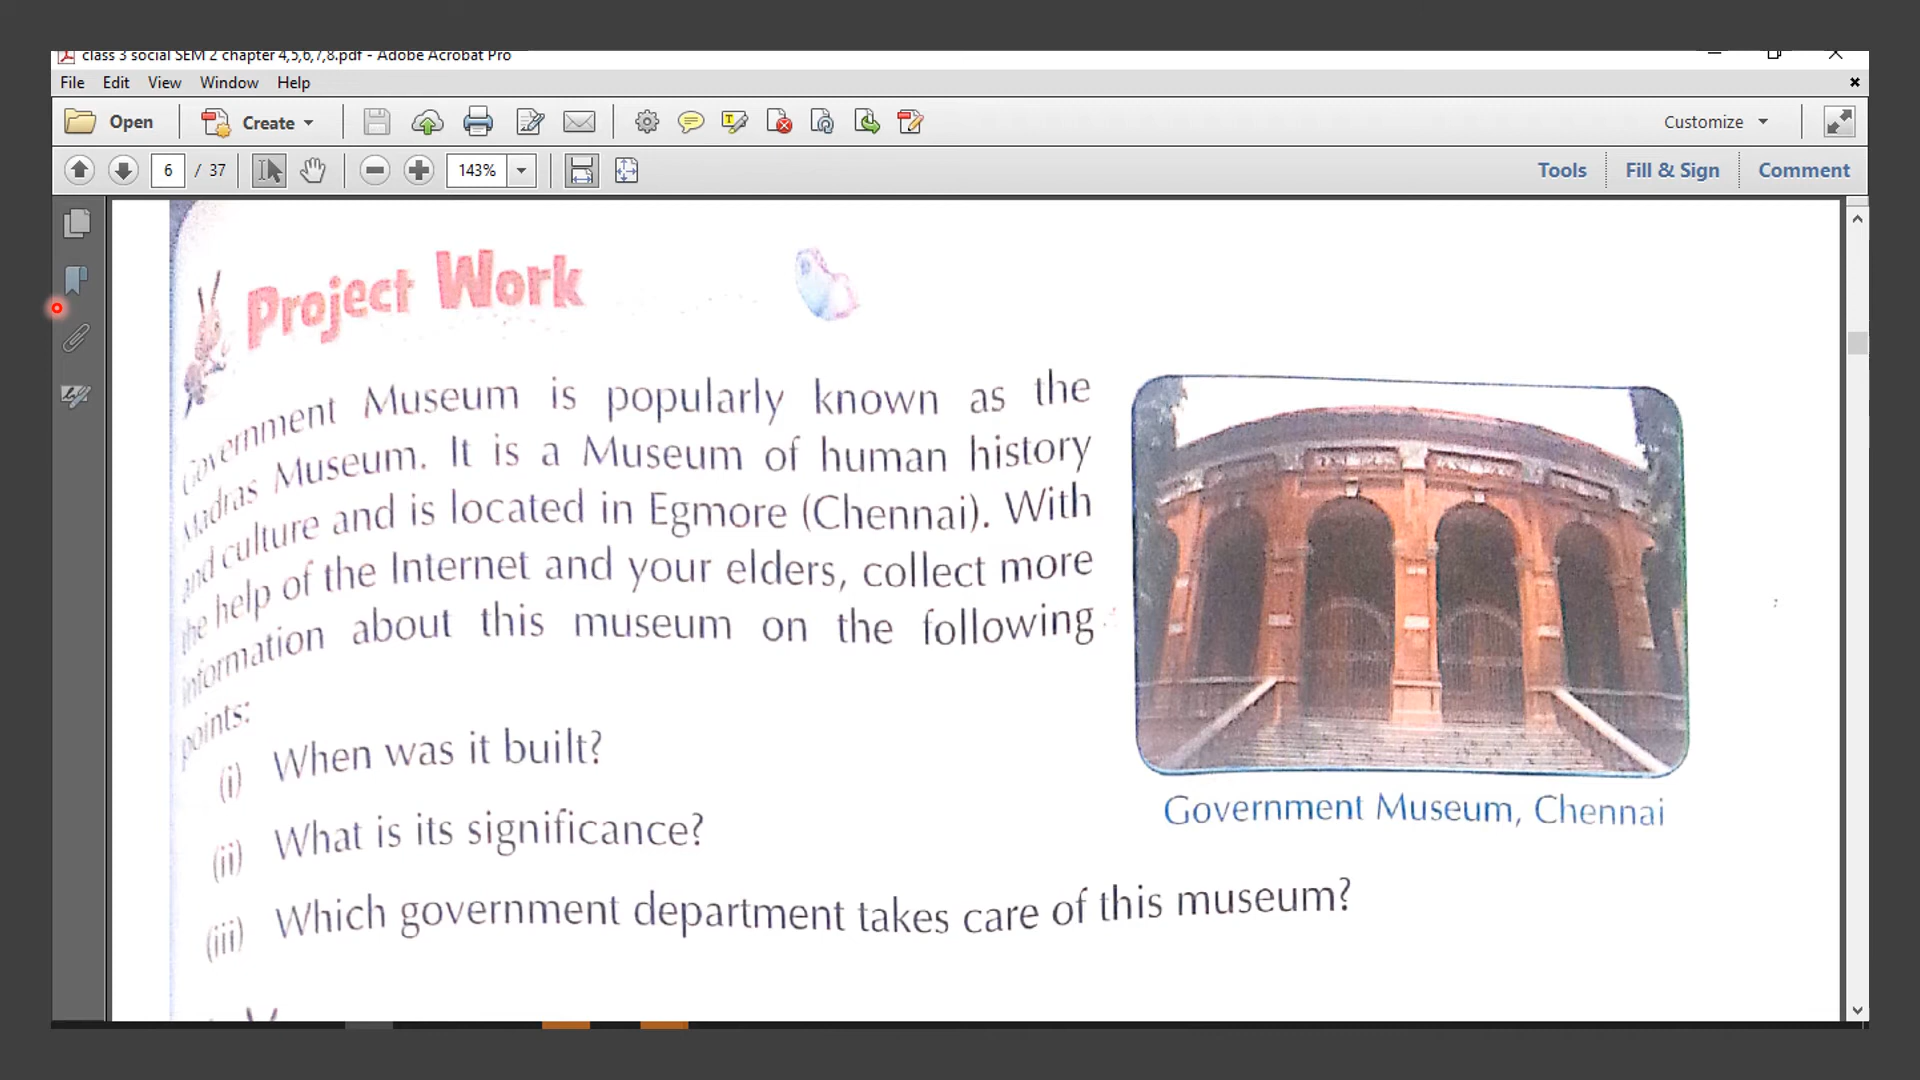 class 3 social SEM 2 chapter 4,5,6,7,8.pdf - Adobe Acrobat Pro
File Edit View Window Help
Open Create Customize
6 / 37 143% Tools Fill & Sign Comment
Project Work
Government Museum is popularly known as the
Madras Museum. It is a Museum of human history
and culture and is located in Egmore (Chennai). With
the help of the Internet and your elders, collect more
information about this museum on the following
points:
(i) When was it built?
(ii) What is its significance?
(iii) Which government department takes care of this museum?
Government Museum, Chennai